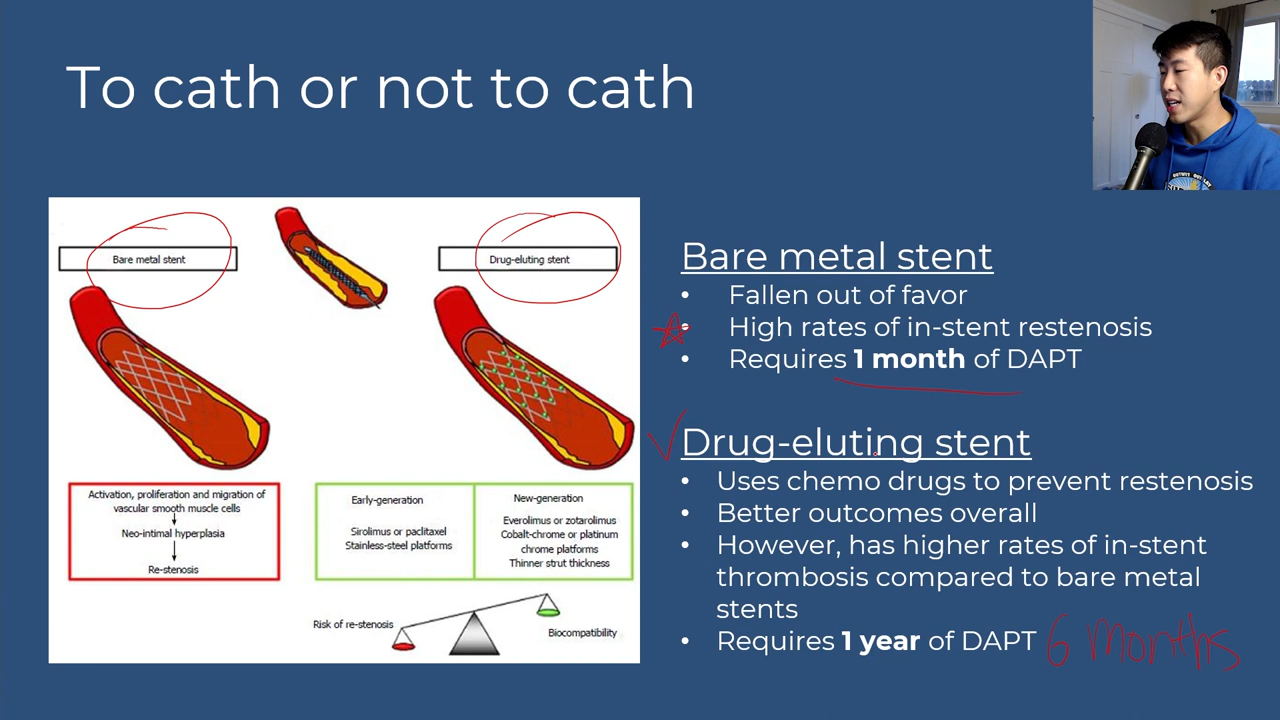 To cath or not to cath
Bare metal stent
Drug-eluting stent
Activation, proliferation and migration of
vascular smooth muscle cells
Neo-intimal hyperplasia
Re-stenosis
Early-generation
Sirolimus or paclitaxel
Stainless-steel platforms
New-generation
Everolimus or zotarolimus
Cobalt-chrome or platinum
chrome platforms
Thinner strut thickness
Risk of re-stenosis
Biocompatibility
Bare metal stent
• Fallen out of favor
• High rates of in-stent restenosis
• Requires 1 month of DAPT
Drug-eluting stent
• Uses chemo drugs to prevent restenosis
• Better outcomes overall
• However, has higher rates of in-stent
thrombosis compared to bare metal
stents
• Requires 1 year of DAPT 6 months